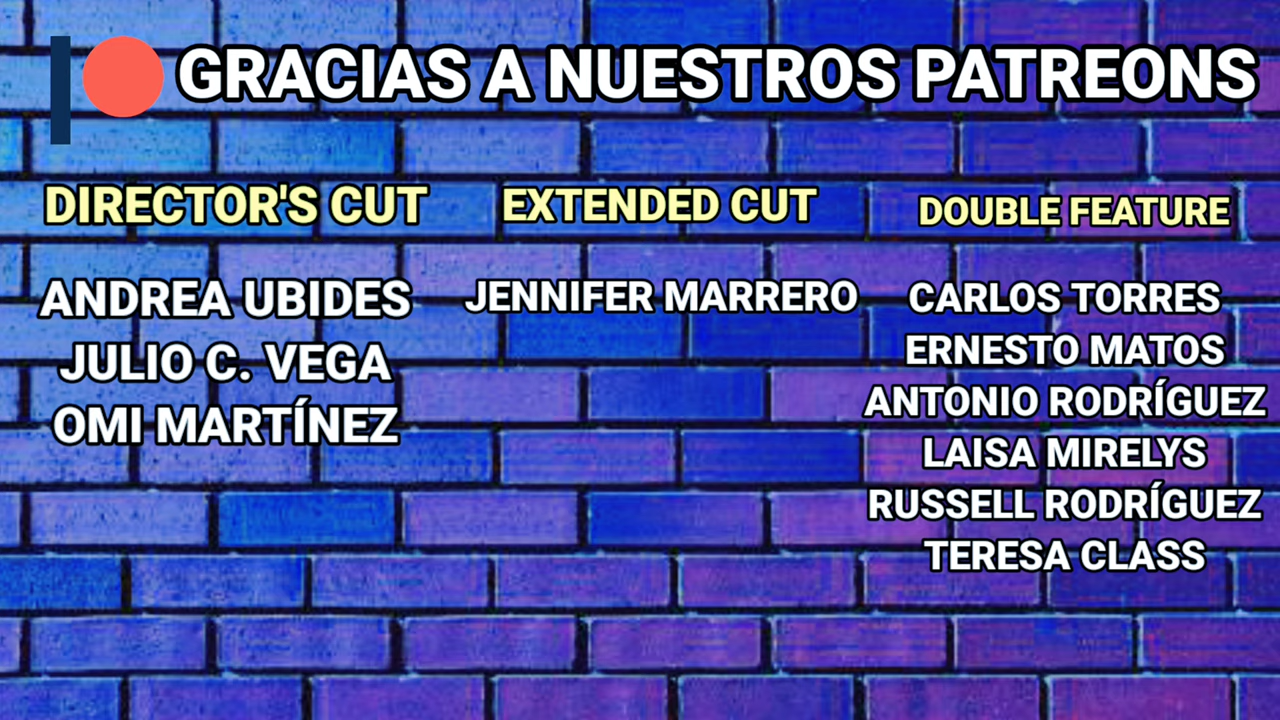 GRACIAS A NUESTROS PATREONS
DIRECTOR'S CUT
ANDREA UBIDES
JULIO C. VEGA
OMI MARTÍNEZ
EXTENDED CUT
JENNIFER MARRERO
DOUBLE FEATURE
CARLOS TORRES
ERNESTO MATOS
ANTONIO RODRÍGUEZ
LAISA MIRELYS
RUSSELL RODRÍGUEZ
TERESA CLASS